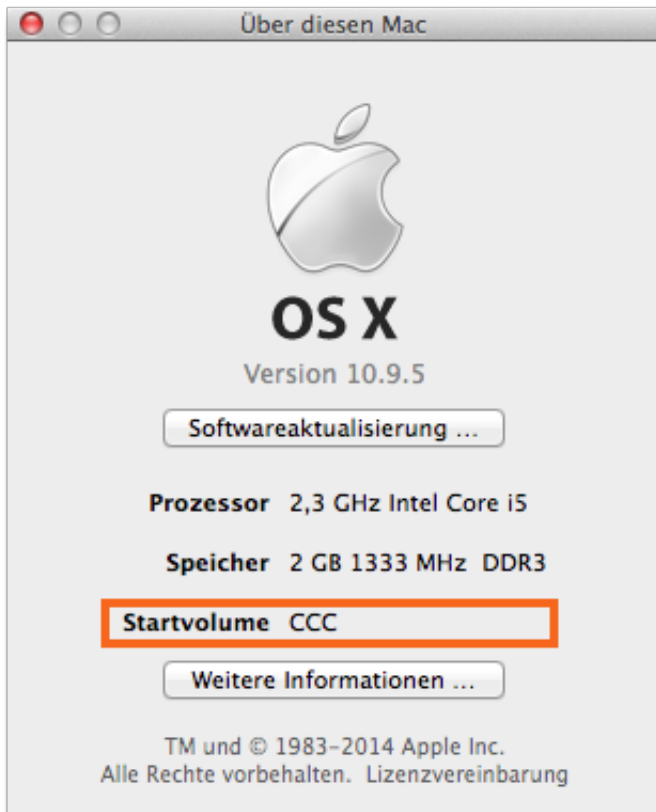 Über diesen Mac
OS X
Version 10.9.5
Softwareaktualisierung ...
Prozessor 2,3 GHz Intel Core i5
Speicher 2 GB 1333 MHz DDR3
Startvolume CCC
Weitere Informationen ...
TM und © 1983–2014 Apple Inc.
Alle Rechte vorbehalten. Lizenzvereinbarung